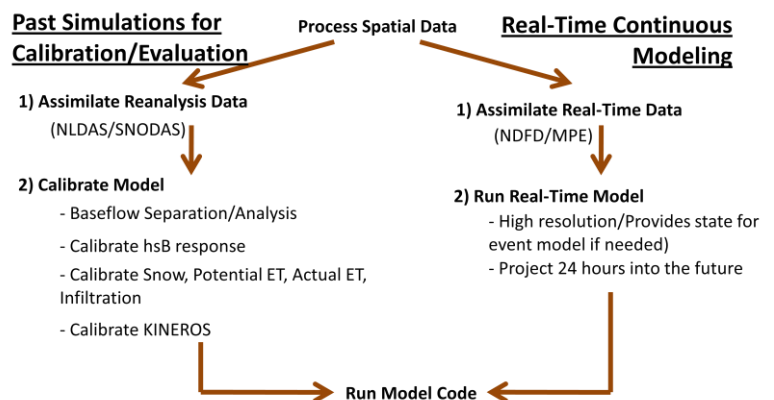 Past Simulations for
Calibration/Evaluation
Process Spatial Data
Real-Time Continuous
Modeling
1) Assimilate Reanalysis Data
(NLDAS/SNODAS)
2) Calibrate Model
- Baseflow Separation/Analysis
- Calibrate hsB response
- Calibrate Snow, Potential ET, Actual ET,
Infiltration
- Calibrate KINEROS
1) Assimilate Real-Time Data
(NDFD/MPE)
2) Run Real-Time Model
- High resolution/Provides state for
event model if needed)
- Project 24 hours into the future
Run Model Code